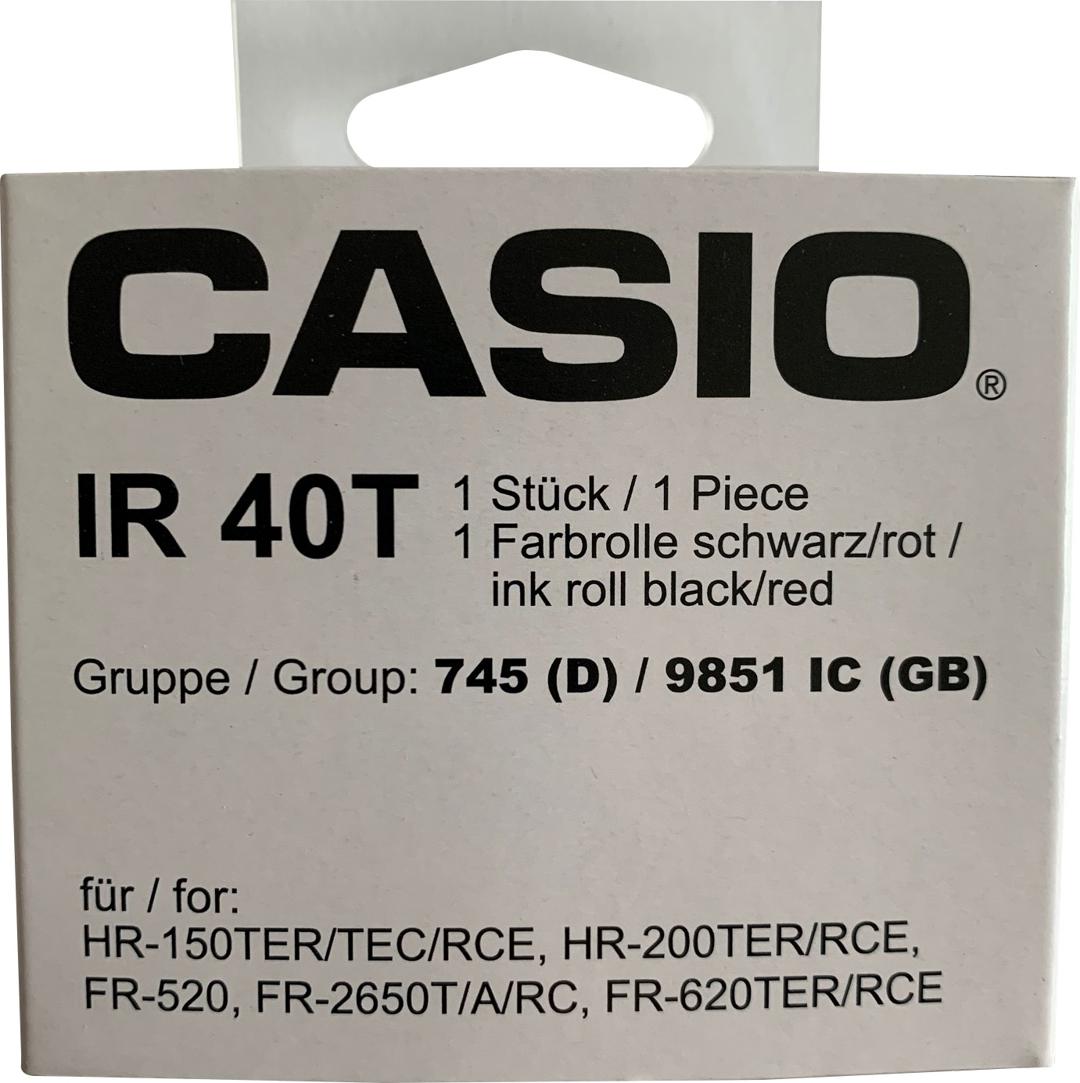 CASIO®
IR 40T 1 Stück / 1 Piece
1 Farbrolle schwarz/rot /
ink roll black/red
Gruppe / Group: 745 (D) / 9851 IC (GB)
für / for:
HR-150TER/TEC/RCE, HR-200TER/RCE,
FR-520, FR-2650T/A/RC, FR-620TER/RCE